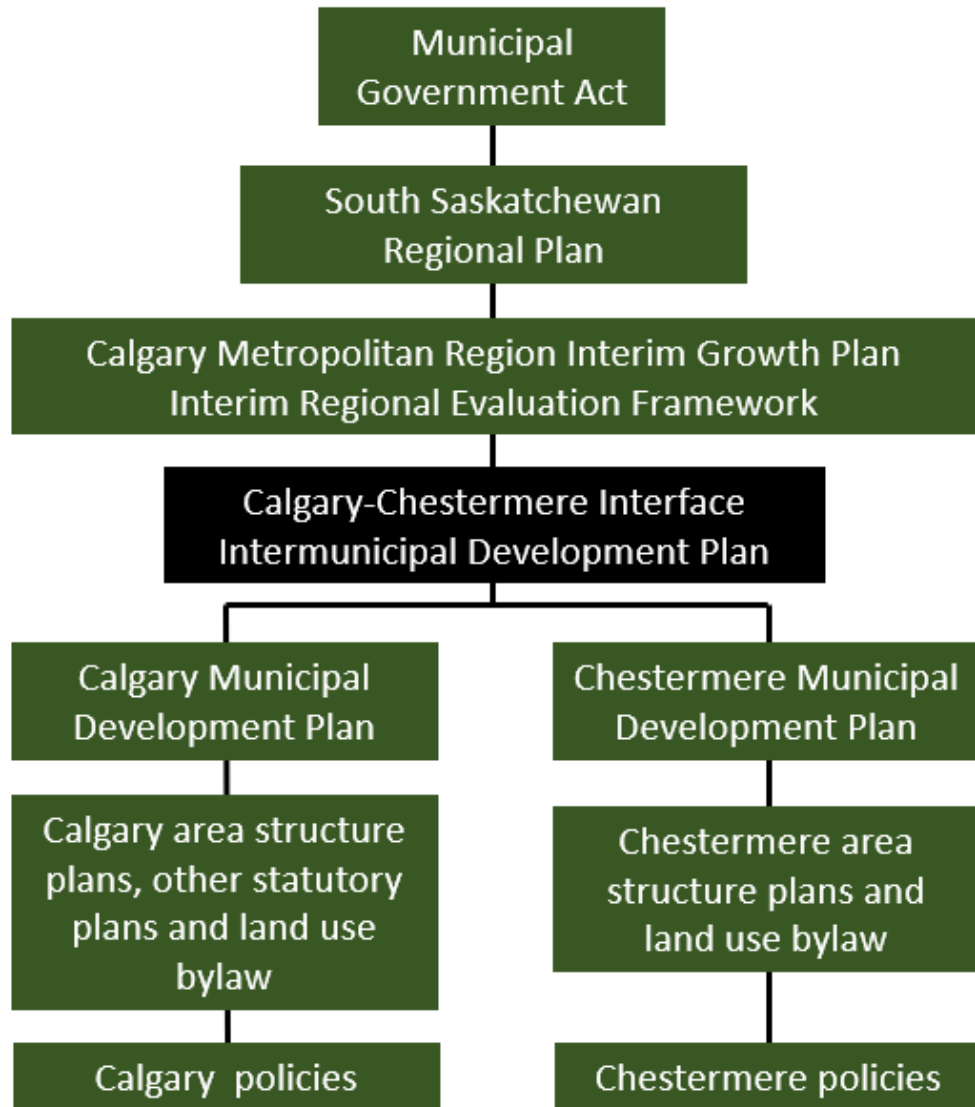 Municipal
Government Act
South Saskatchewan
Regional Plan
Calgary Metropolitan Region Interim Growth Plan
Interim Regional Evaluation Framework
Calgary-Chestermere Interface
Intermunicipal Development Plan
Calgary Municipal
Development Plan
Chestermere Municipal
Development Plan
Calgary area structure
plans, other statutory
plans and land use
bylaw
Chestermere area
structure plans and
land use bylaw
Calgary  policies
Chestermere policies